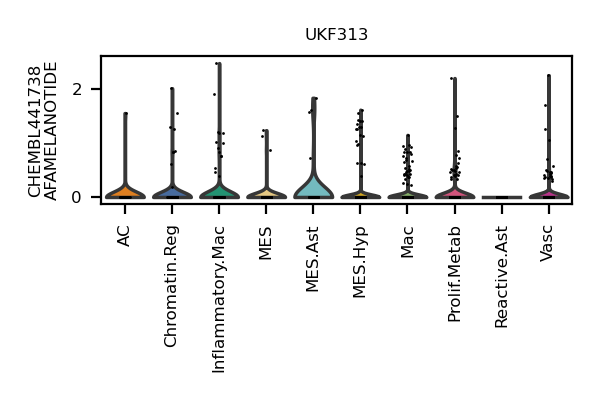 UKF313
CHEMBL441738
AFAMELANOTIDE
2
0
AC
Chromatin.Reg
Inflammatory.Mac
MES
MES.Ast
MES.Hyp
Mac
Prolif.Metab
Reactive.Ast
Vasc